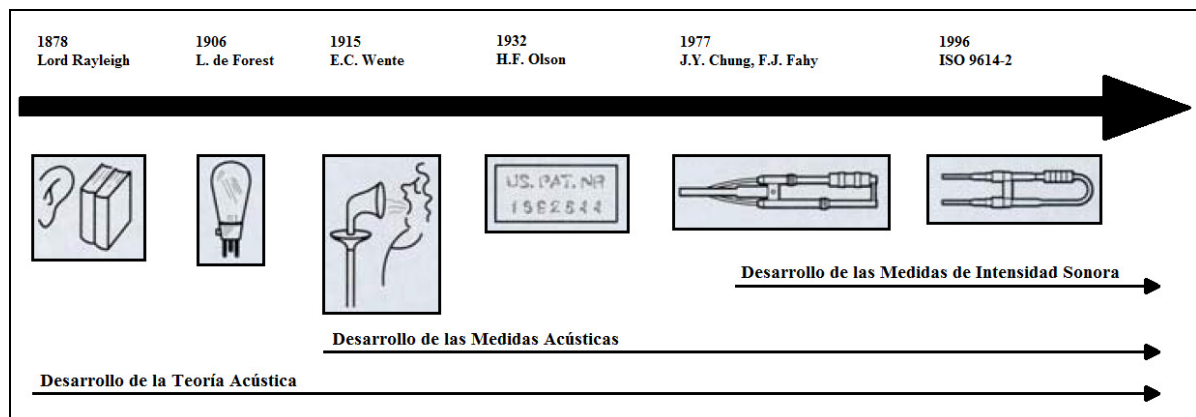 1878
Lord Rayleigh
1906
L. de Forest
1915
E.C. Wente
1932
H.F. Olson
1977
J.Y. Chung, F.J. Fahy
1996
ISO 9614-2
US. PAT. NR
Desarrollo de las Medidas de Intensidad Sonora
Desarrollo de las Medidas Acústicas
Desarrollo de la Teoría Acústica